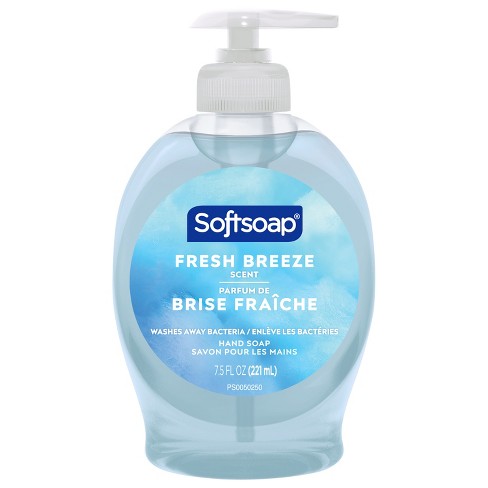 Softsoap®
FRESH BREEZE
SCENT
PARFUM DE
BRISE FRAÎCHE
WASHES AWAY BACTERIA / ENLÈVE LES BACTÉRIES
HAND SOAP
SAVON POUR LES MAINS
7.5 FL OZ (221 mL)
PS0050250